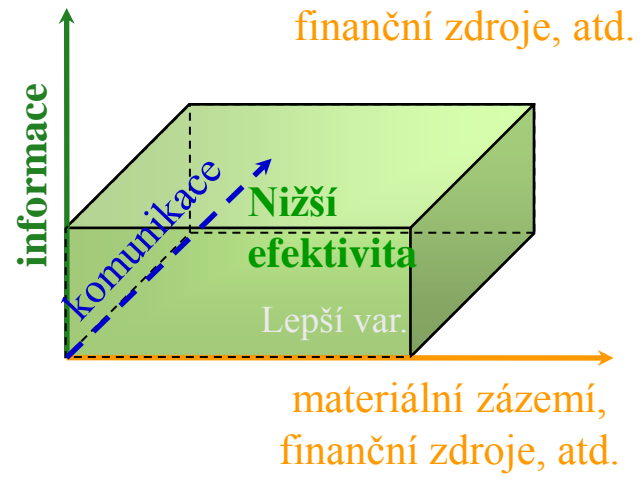 finanční zdroje, atd.
informace
komunikace
Nižší
efektivita
Lepší var.
materiální zázemí,
finanční zdroje, atd.